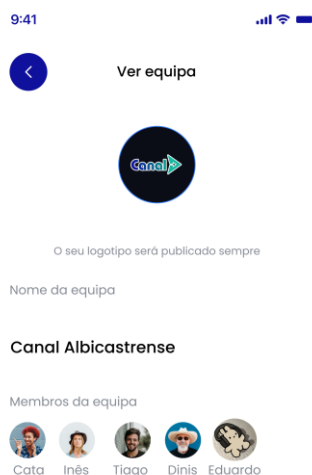 9:41
Ver equipa
Canal
O seu logotipo será publicado sempre
Nome da equipa
Canal Albicastrense
Membros da equipa
Cata Inês Tiago Dinis Eduardo